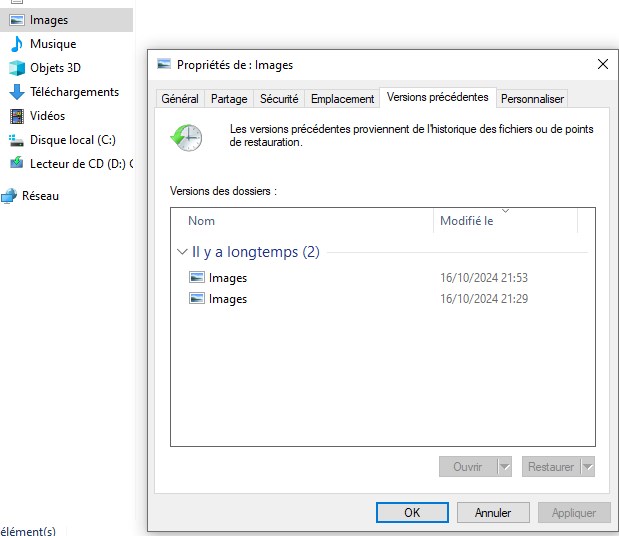 Images
Musique
Objets 3D
Téléchargements
Vidéos
Disque local (C:)
Lecteur de CD (D:) C
Réseau
élément(s)
Propriétés de : Images
Général
Partage
Sécurité
Emplacement
Versions précédentes
Personnaliser
Les versions précédentes proviennent de l'historique des fichiers ou de points
de restauration.
Versions des dossiers :
Nom
Modifié le
Il y a longtemps (2)
Images 16/10/2024 21:53
Images 16/10/2024 21:29
Ouvrir
Restaurer
OK
Annuler
Appliquer